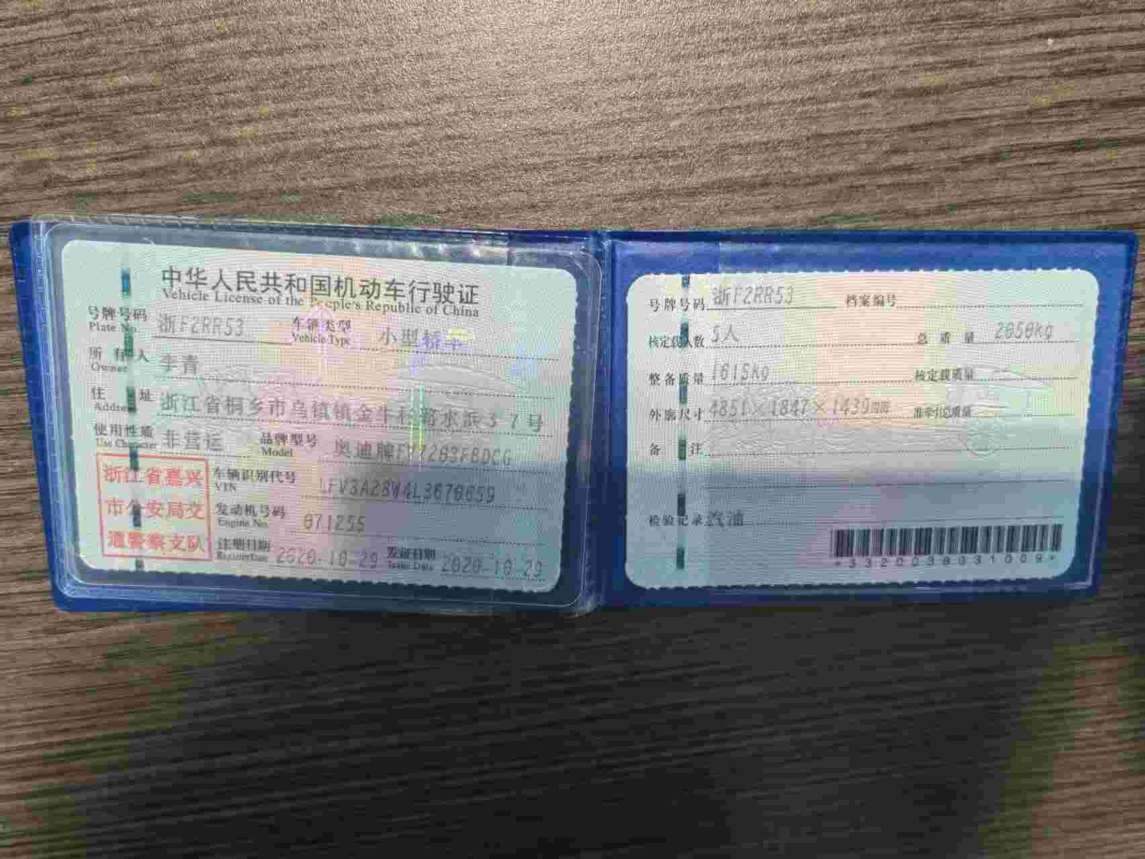 中华人民共和国机动车行驶证
Vehicle License of the People's Republic of China
号牌号码 浙F2RR53 车辆类型 小型轿车
Plate No. Vehicle Type
所有人 李青
Owner
住址 浙江省桐乡市乌镇镇金牛村 37号
Address
使用性质 非营运 品牌型号 奥迪牌
Use Character Model
浙江省嘉兴
市公安局交
通警察支队
车辆识别代号
VIN
发动机号码 071255
Engine No.
注册日期 2020-10-29 发证日期 2020-10-29
Register Date Issue Date
号牌号码 浙F2RR53 档案编号
核定载人数 5人 总质量 2050kg
整备质量 1615kg 核定载质量
外廓尺寸 4851×1847×1439mm 准牵引总质量
备注
检验记录 汽油
*3320038031009*